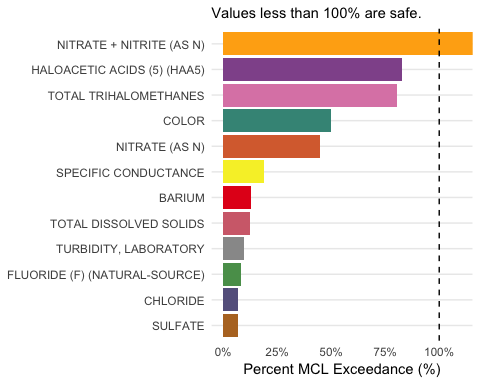 Values less than 100% are safe.
NITRATE + NITRITE (AS N)
HALOACETIC ACIDS (5) (HAA5)
TOTAL TRIHALOMETHANES
COLOR
NITRATE (AS N)
SPECIFIC CONDUCTANCE
BARIUM
TOTAL DISSOLVED SOLIDS
TURBIDITY, LABORATORY
FLUORIDE (F) (NATURAL-SOURCE)
CHLORIDE
SULFATE
0% 25% 50% 75% 100%
Percent MCL Exceedance (%)